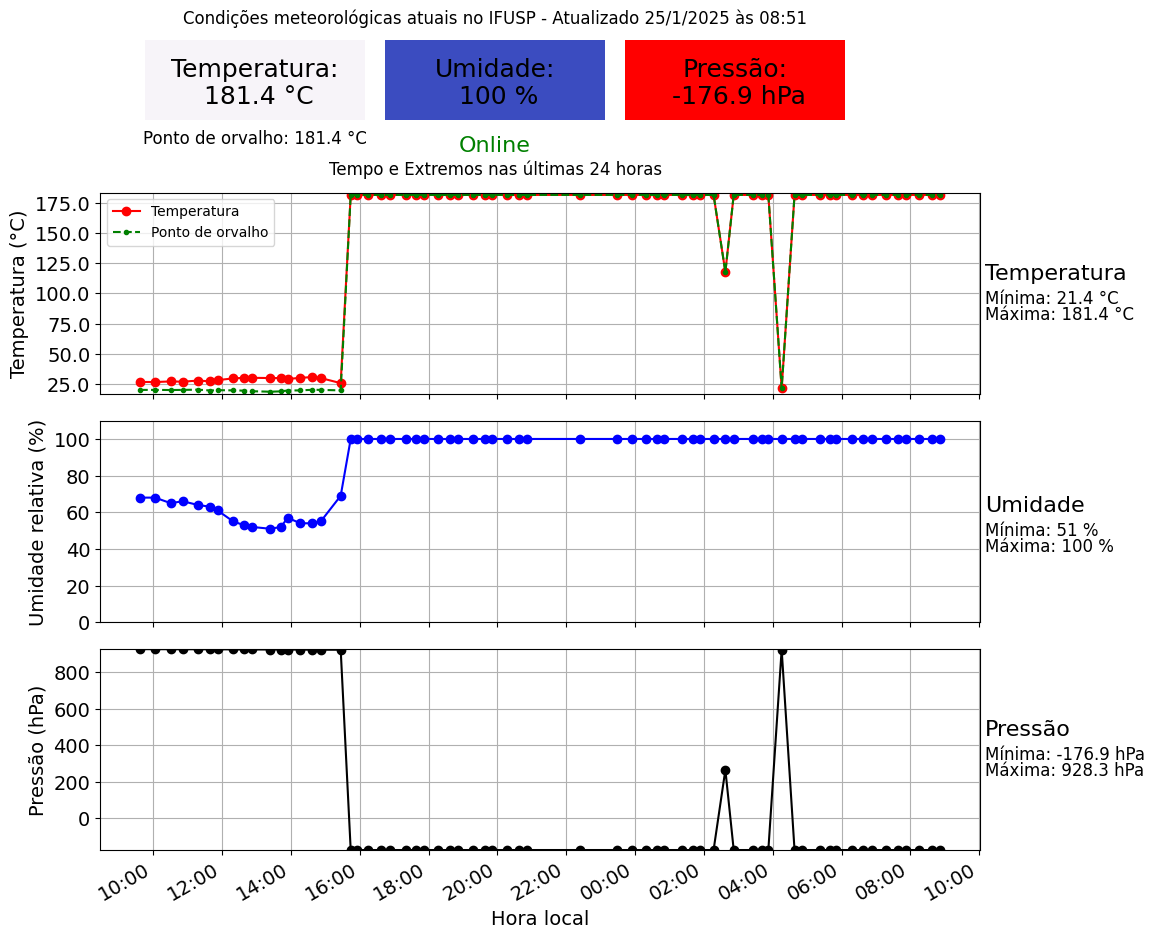 Condições meteorológicas atuais no IFUSP - Atualizado 25/1/2025 às 08:51
Temperatura:
181.4 °C
Umidade:
100 %
Pressão:
-176.9 hPa
Ponto de orvalho: 181.4 °C
Online
Tempo e Extremos nas últimas 24 horas
Temperatura (°C)
175.0
150.0
125.0
100.0
75.0
50.0
25.0
Temperatura
Ponto de orvalho
Temperatura
Mínima: 21.4 °C
Máxima: 181.4 °C
Umidade relativa (%)
100
80
60
40
20
0
Umidade
Mínima: 51 %
Máxima: 100 %
Pressão (hPa)
800
600
400
200
0
Pressão
Mínima: -176.9 hPa
Máxima: 928.3 hPa
10:00
12:00
14:00
16:00
18:00
20:00
22:00
00:00
02:00
04:00
06:00
08:00
10:00
Hora local